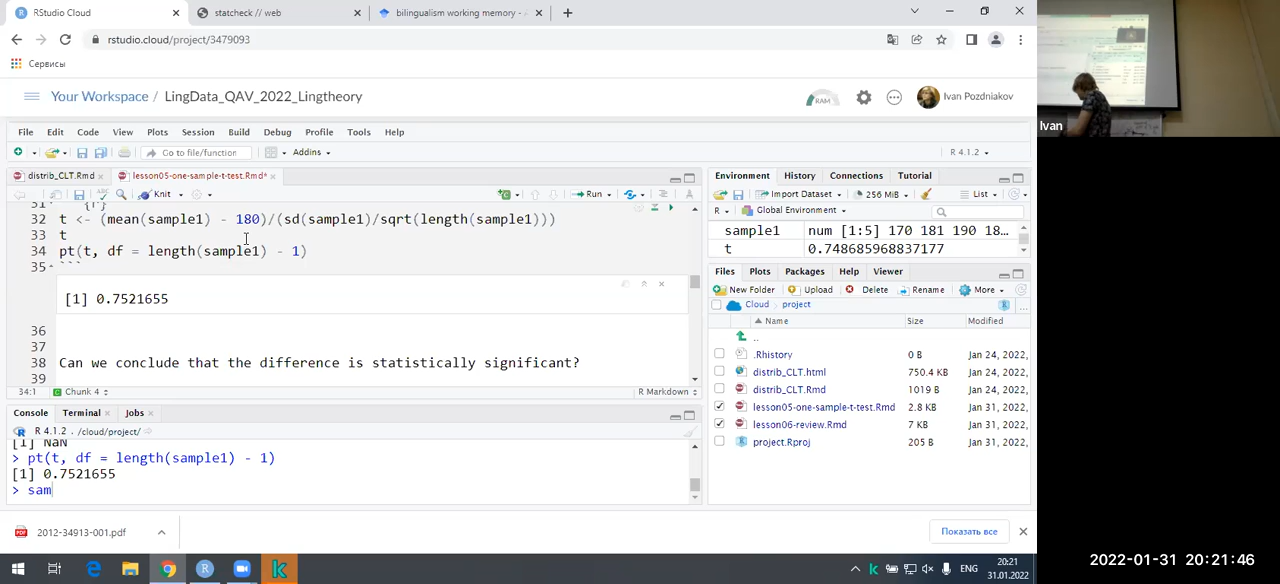 RStudio Cloud
statcheck // web
bilingualism working memory -
rstudio.cloud/project/3479093
Сервисы
Your Workspace / LingData_QAV_2022_Lingtheory
RAM
Ivan Pozdniakov
File Edit Code View Plots Session Build Debug Profile Tools Help
Go to file/function
Addins
R 4.1.2
distrib_CLT.Rmd
lesson05-one-sample-t-test.Rmd*
Knit
Run
31 {r}
32 t <- (mean(sample1) - 180)/(sd(sample1)/sqrt(length(sample1)))
33 t
34 pt(t, df = length(sample1) - 1)
35 ```
[1] 0.7521655
36
37
38 Can we conclude that the difference is statistically significant?
39
34:1 Chunk 4 R Markdown
Console Terminal Jobs
R 4.1.2 . /cloud/project/
[1] NaN
> pt(t, df = length(sample1) - 1)
[1] 0.7521655
> sam
Environment History Connections Tutorial
Import Dataset 256 MiB List
R Global Environment
sample1 num [1:5] 170 181 190 18…
t 0.748685968837177
Files Plots Packages Help Viewer
New Folder Upload Delete Rename More
Cloud project
Name Size Modified
..
.Rhistory 0 B Jan 24, 2022,
distrib_CLT.html 750.4 KB Jan 24, 2022,
distrib_CLT.Rmd 1019 B Jan 24, 2022,
lesson05-one-sample-t-test.Rmd 2.8 KB Jan 31, 2022,
lesson06-review.Rmd 7 KB Jan 31, 2022,
project.Rproj 205 B Jan 31, 2022,
PDF
2012-34913-001.pdf
Показать все
ENG
20:21
31.01.2022
Ivan
2022-01-31 20:21:46